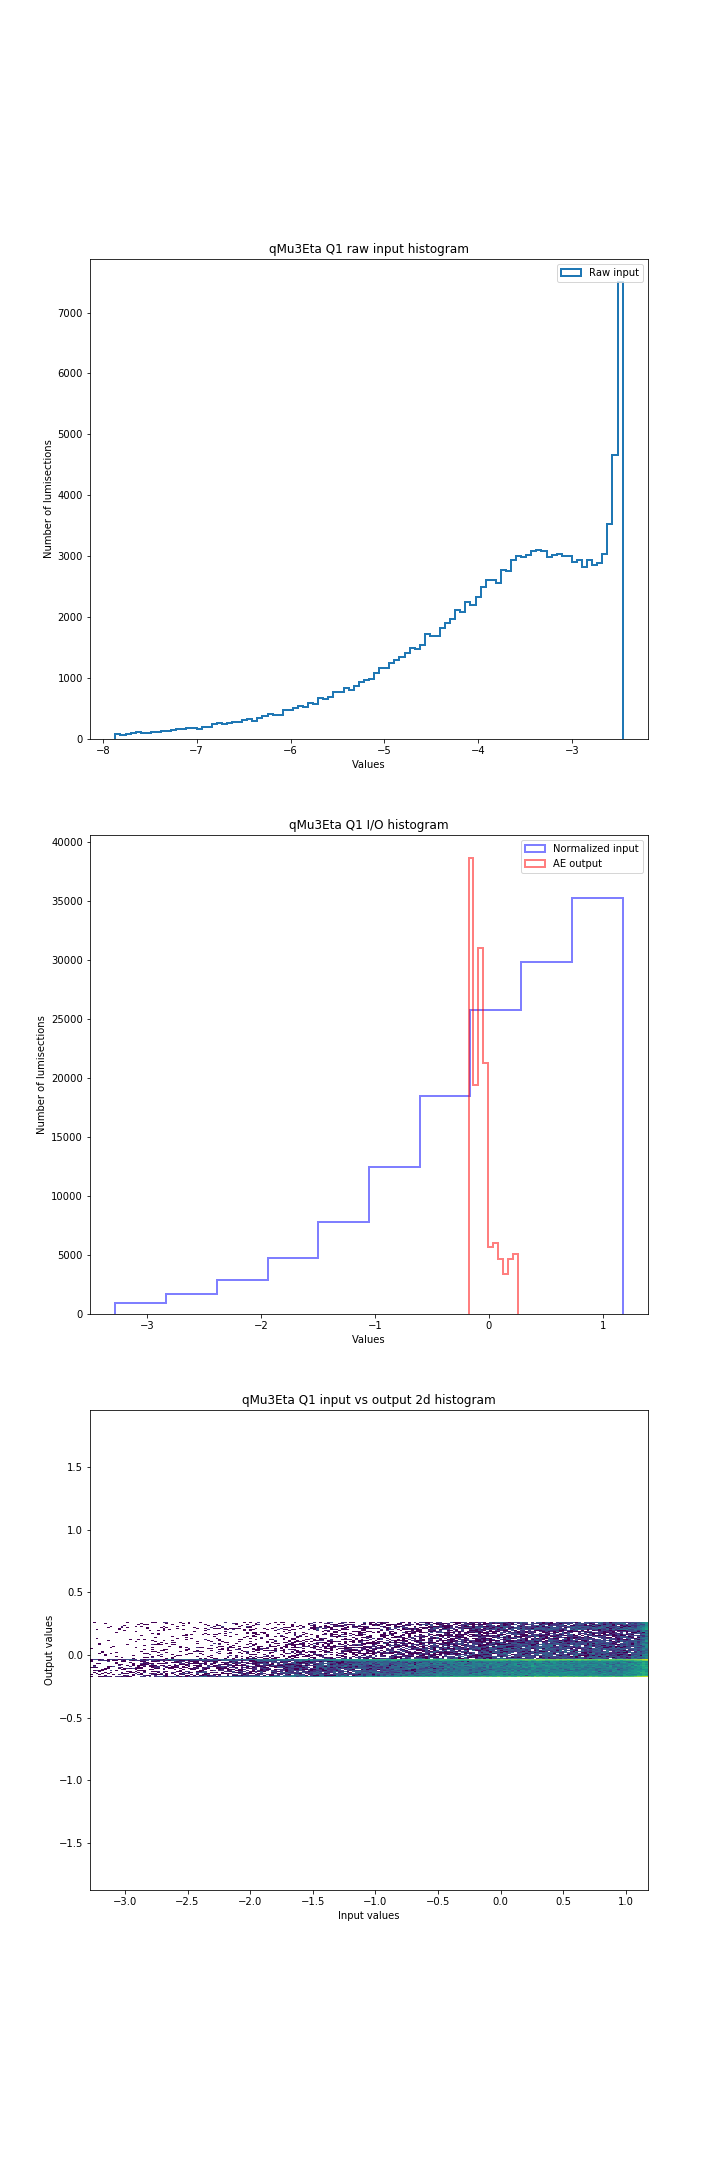 qMu3Eta Q1 raw input histogram
Raw input
7000
6000
5000
4000
3000
2000
1000
0
Number of lumisections
−8 −7 −6 −5 −4 −3
Values
qMu3Eta Q1 I/O histogram
Normalized input
AE output
40000
35000
30000
25000
20000
15000
10000
5000
0
Number of lumisections
−3 −2 −1 0 1
Values
qMu3Eta Q1 input vs output 2d histogram
1.5
1.0
0.5
0.0
−0.5
−1.0
−1.5
Output values
−3.0 −2.5 −2.0 −1.5 −1.0 −0.5 0.0 0.5 1.0
Input values